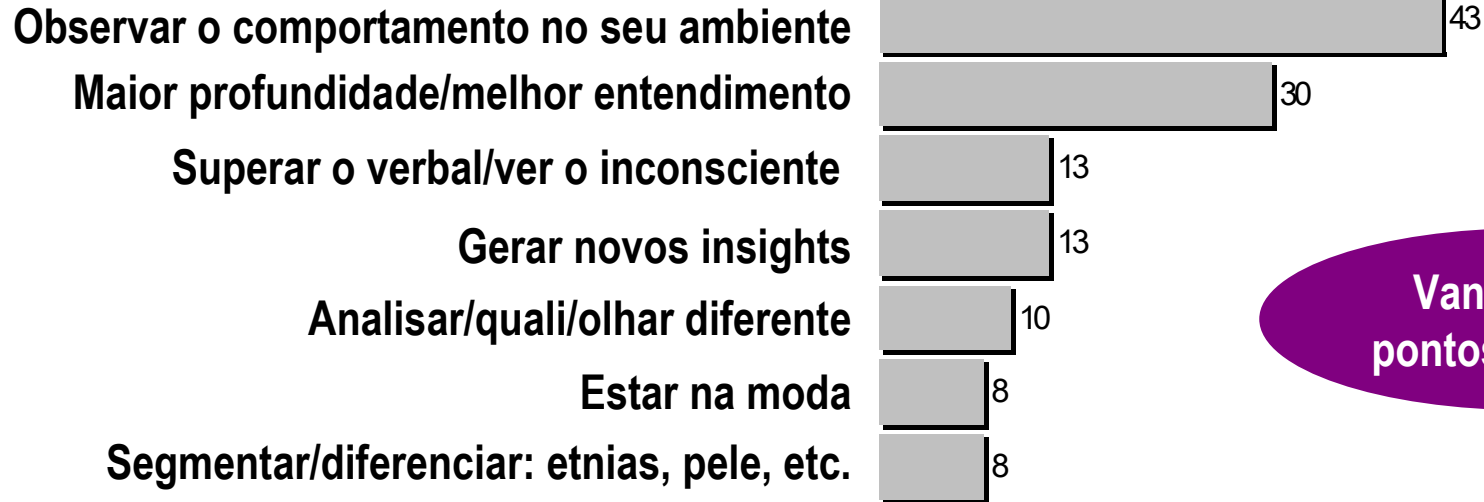 Observar o comportamento no seu ambiente 43
Maior profundidade/melhor entendimento 30
Superar o verbal/ver o inconsciente 13
Gerar novos insights 13
Analisar/quali/olhar diferente 10
Estar na moda 8
Segmentar/diferenciar: etnias, pele, etc. 8